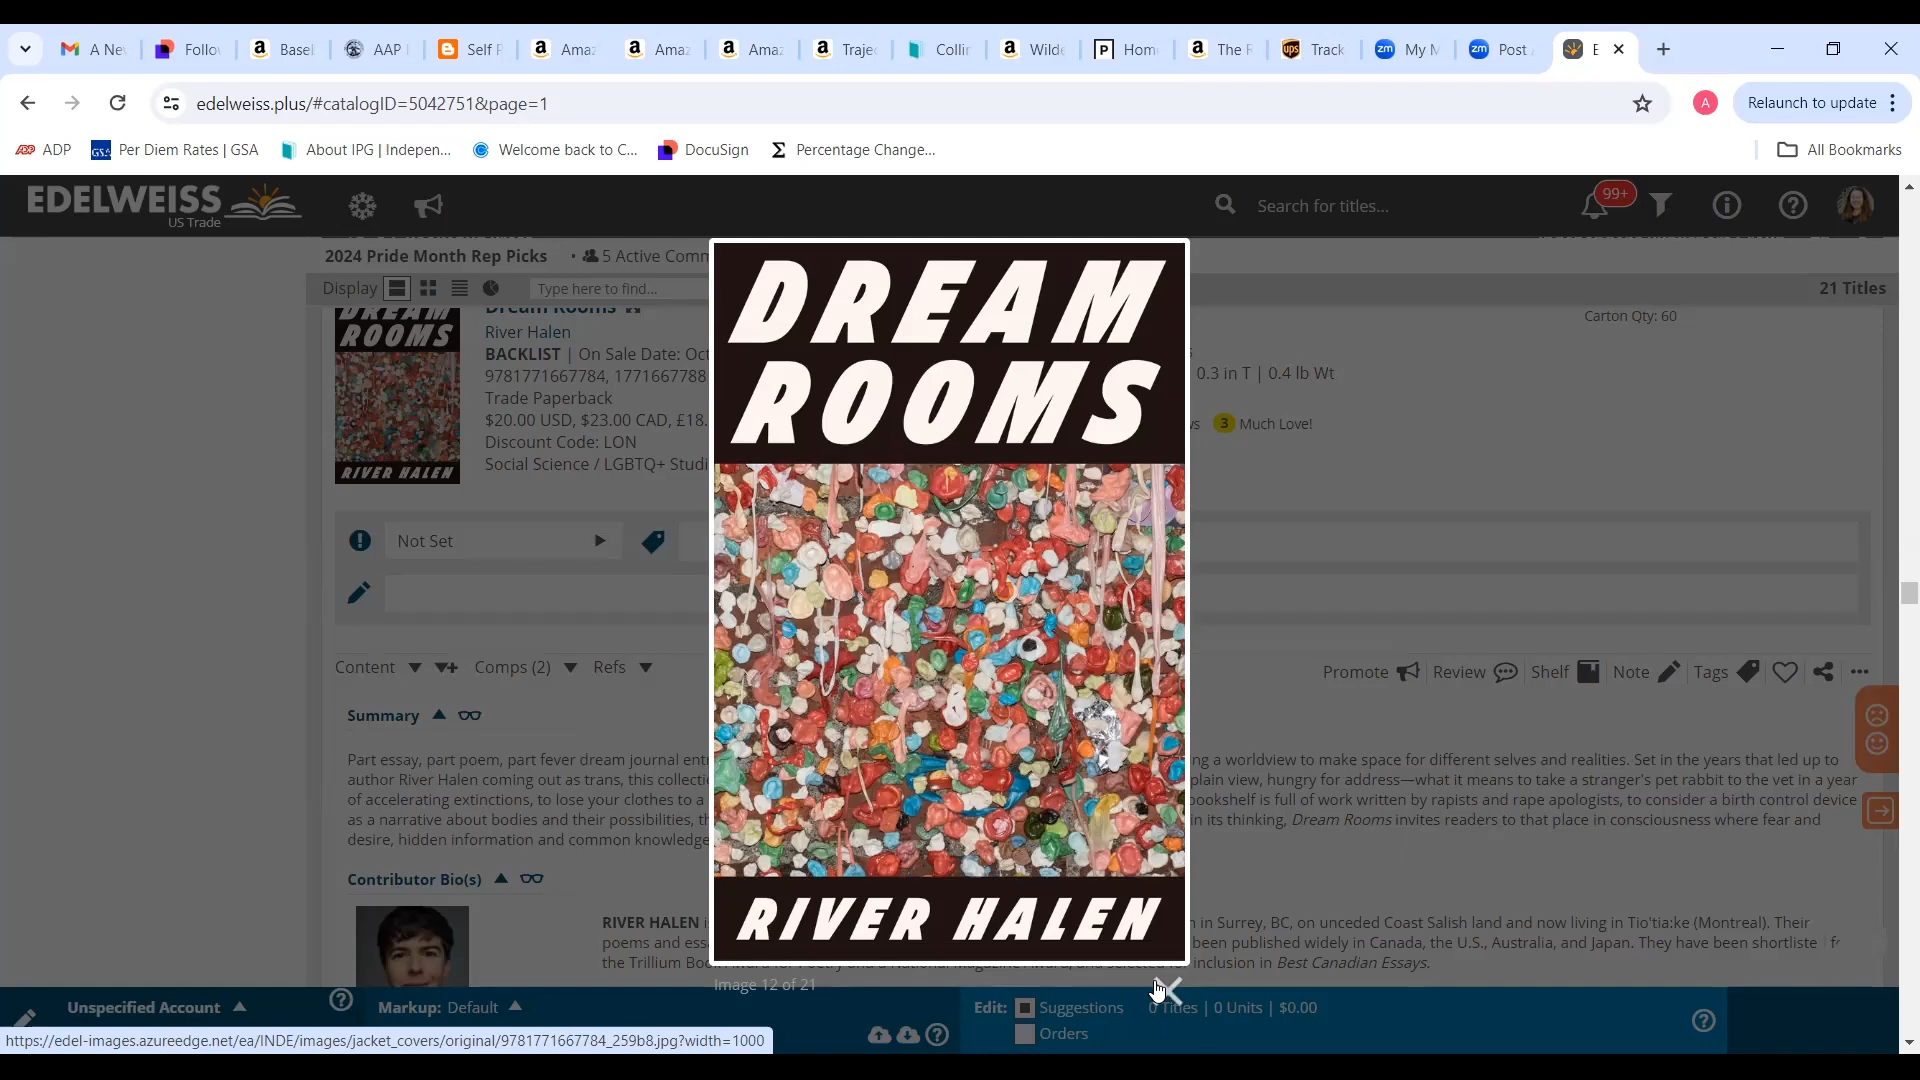 A Ne
Follo
Basel
AAP
Self F
Ama
Ama
Ama
Traje
Collin
Wilde
Hom
The R
Track
My M
Post
E
edelweiss.plus/#catalogID=5042751&page=1
A
Relaunch to update
ADP
Per Diem Rates | GSA
About IPG | Indepen...
Welcome back to C...
DocuSign
Percentage Change...
All Bookmarks
EDELWEISS
US Trade
Search for titles...
99+
2024 Pride Month Rep Picks • 5 Active Comm
Display
Type here to find...
21 Titles
Dream Rooms
River Halen
BACKLIST | On Sale Date: Oct
9781771667784, 1771667788
Trade Paperback
$20.00 USD, $23.00 CAD, £18.
Discount Code: LON
Social Science / LGBTQ+ Studi
Carton Qty: 60
0.3 in T | 0.4 lb Wt
3 Much Love!
DREAM
ROOMS
RIVER HALEN
DREAM
ROOMS
RIVER HALEN
Image 12 of 21
Not Set
Content
Comps (2)
Refs
Promote
Review
Shelf
Note
Tags
Summary
Part essay, part poem, part fever dream journal ent
ng a worldview to make space for different selves and realities. Set in the years that led up to
author River Halen coming out as trans, this collecti
plain view, hungry for address—what it means to take a stranger's pet rabbit to the vet in a year
of accelerating extinctions, to lose your clothes to a
bookshelf is full of work written by rapists and rape apologists, to consider a birth control device
as a narrative about bodies and their possibilities, th
in its thinking, Dream Rooms invites readers to that place in consciousness where fear and
desire, hidden information and common knowledge
Contributor Bio(s)
RIVER HALEN i
n in Surrey, BC, on unceded Coast Salish land and now living in Tio'tia:ke (Montreal). Their
poems and ess
been published widely in Canada, the U.S., Australia, and Japan. They have been shortliste
the Trillium Boo
inclusion in Best Canadian Essays.
Unspecified Account
Markup: Default
Edit: Suggestions
Orders
0 Titles | 0 Units | $0.00
https://edel-images.azureedge.net/ea/INDE/images/jacket_covers/original/9781771667784_259b8.jpg?width=1000